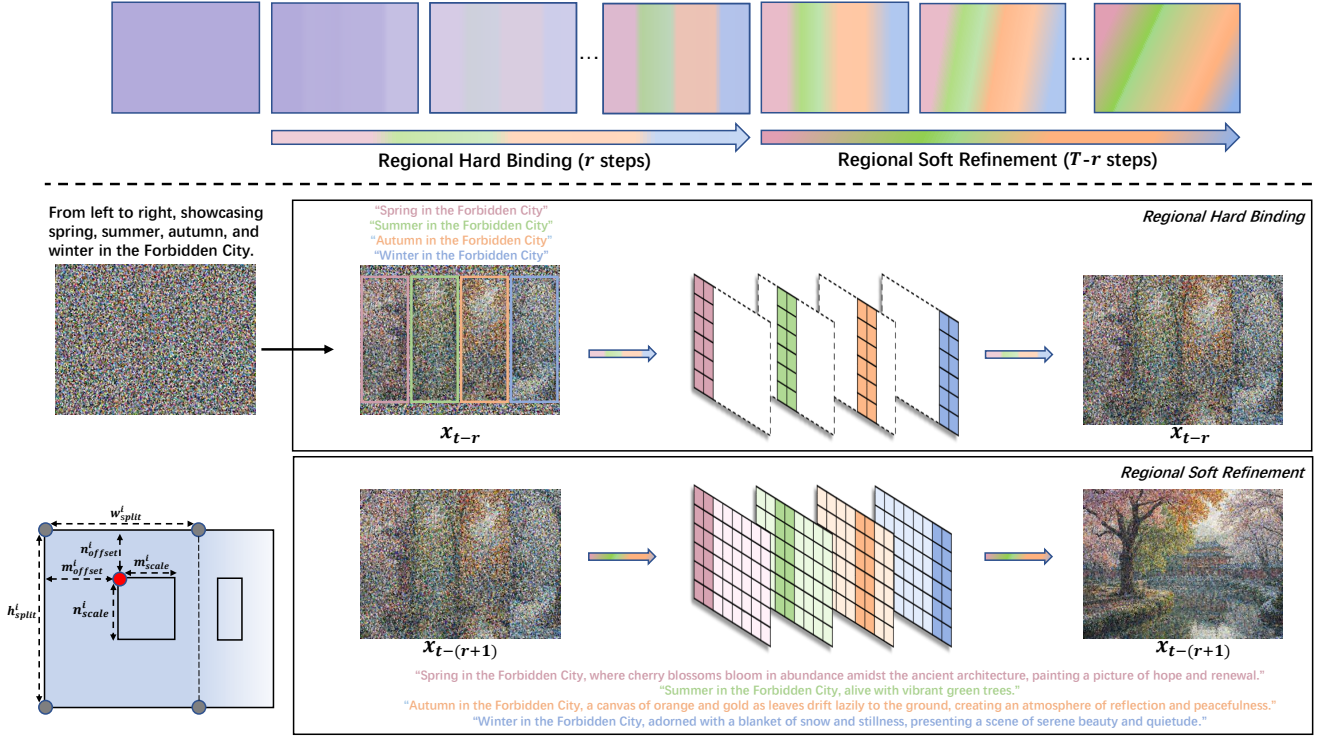 ...
...
Regional Hard Binding (r steps)
Regional Soft Refinement (T-r steps)
From left to right, showcasing
spring, summer, autumn, and
winter in the Forbidden City.
"Spring in the Forbidden City"
"Summer in the Forbidden City"
"Autumn in the Forbidden City"
"Winter in the Forbidden City"
Regional Hard Binding
x_{t-r}
x_{t-r}
Regional Soft Refinement
w^i_{split}
n^i_{offset}
m^i_{offset}
m^i_{scale}
n^i_{scale}
h^i_{split}
x_{t-(r+1)}
x_{t-(r+1)}
"Spring in the Forbidden City, where cherry blossoms bloom in abundance amidst the ancient architecture, painting a picture of hope and renewal."
"Summer in the Forbidden City, alive with vibrant green trees."
"Autumn in the Forbidden City, a canvas of orange and gold as leaves drift lazily to the ground, creating an atmosphere of reflection and peacefulness."
"Winter in the Forbidden City, adorned with a blanket of snow and stillness, presenting a scene of serene beauty and quietude."